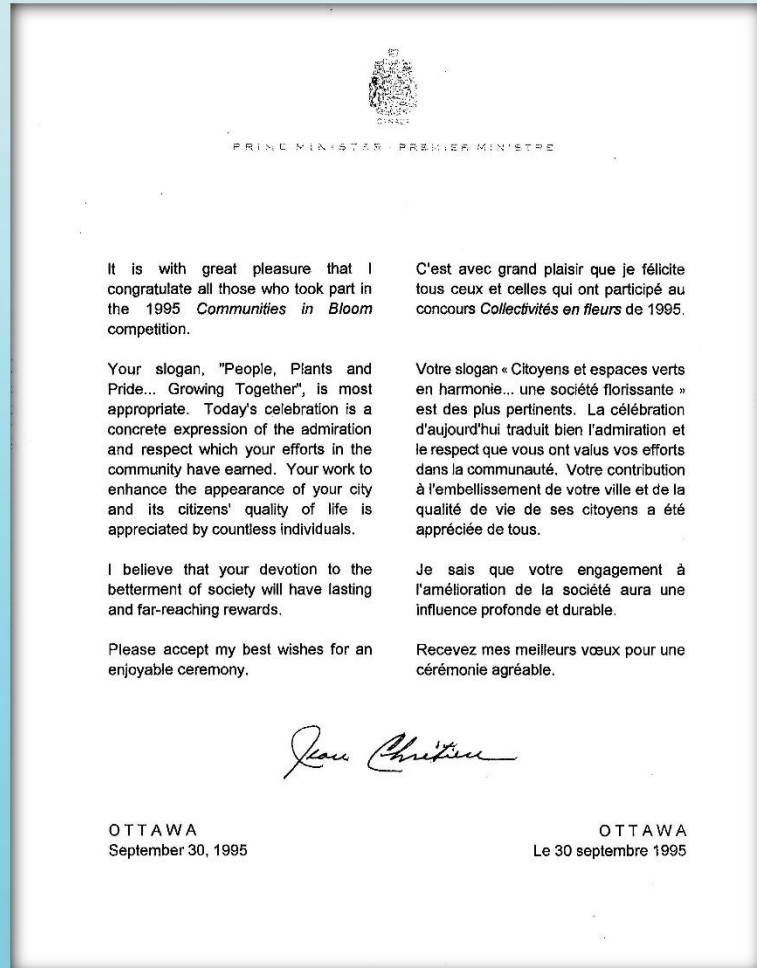 CANADA
PRIME MINISTER - PREMIER MINISTRE
It is with great pleasure that I
congratulate all those who took part in
the 1995 Communities in Bloom
competition.
Your slogan, "People, Plants and
Pride... Growing Together", is most
appropriate. Today's celebration is a
concrete expression of the admiration
and respect which your efforts in the
community have earned. Your work to
enhance the appearance of your city
and its citizens' quality of life is
appreciated by countless individuals.
I believe that your devotion to the
betterment of society will have lasting
and far-reaching rewards.
Please accept my best wishes for an
enjoyable ceremony.
C'est avec grand plaisir que je félicite
tous ceux et celles qui ont participé au
concours Collectivités en fleurs de 1995.
Votre slogan « Citoyens et espaces verts
en harmonie... une société florissante »
est des plus pertinents. La célébration
d'aujourd'hui traduit bien l'admiration et
le respect que vous ont valus vos efforts
dans la communauté. Votre contribution
à l'embellissement de votre ville et de la
qualité de vie de ses citoyens a été
appréciée de tous.
Je sais que votre engagement à
l'amélioration de la société aura une
influence profonde et durable.
Recevez mes meilleurs vœux pour une
cérémonie agréable.
Jean Chrétien
OTTAWA
September 30, 1995
OTTAWA
Le 30 septembre 1995